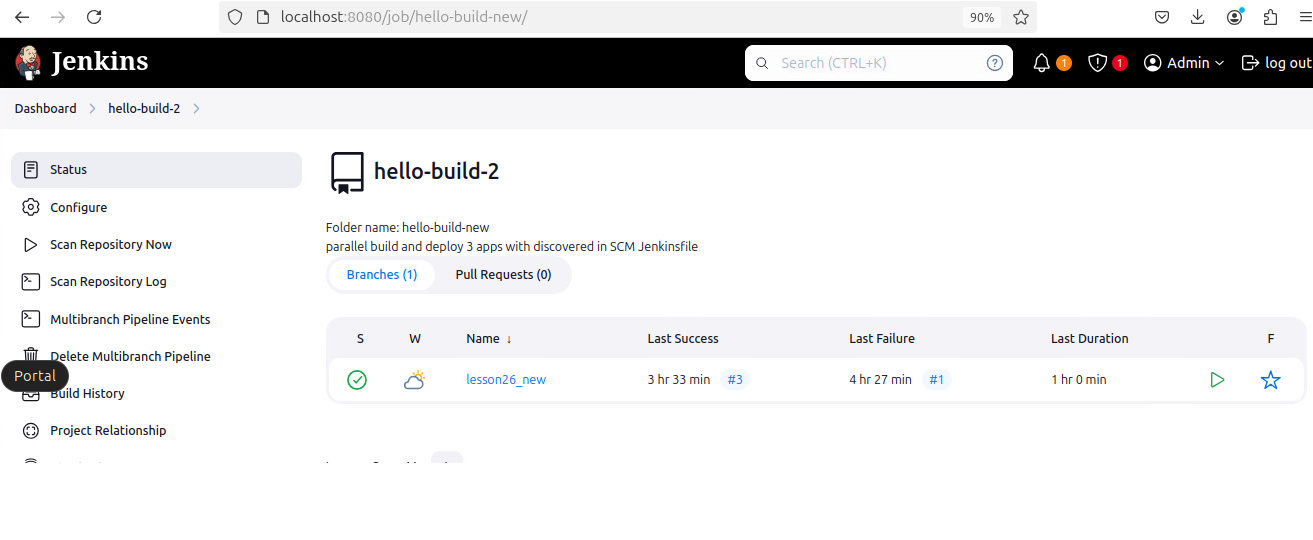 localhost:8080/job/hello-build-new/
90%
Jenkins
Search (CTRL+K)
?
1
1
Admin
log out
Dashboard
hello-build-2
Status
Configure
Scan Repository Now
Scan Repository Log
Multibranch Pipeline Events
Delete Multibranch Pipeline
Portal
Build History
Project Relationship
hello-build-2
Folder name: hello-build-new
parallel build and deploy 3 apps with discovered in SCM Jenkinsfile
Branches (1) Pull Requests (0)
S W Name ↓ Last Success Last Failure Last Duration F
lesson26_new 3 hr 33 min #3 4 hr 27 min #1 1 hr 0 min